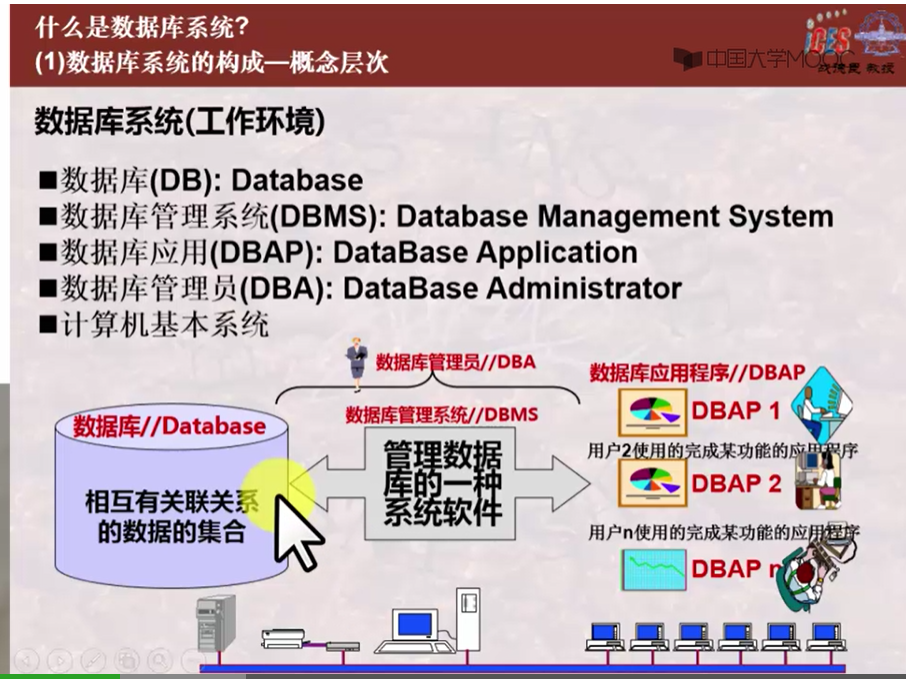 什么是数据库系统?
(1)数据库系统的构成—概念层次
中国大学MOOC
战德臣 教授
数据库系统(工作环境)
■数据库(DB): Database
■数据库管理系统(DBMS): Database Management System
■数据库应用(DBAP): DataBase Application
■数据库管理员(DBA): DataBase Administrator
■计算机基本系统
数据库管理员//DBA
数据库应用程序//DBAP
数据库管理系统//DBMS
DBAP 1
数据库//Database
管理数据
库的一种
系统软件
用户2使用的完成某功能的应用程序
DBAP 2
相互有关联关系
的数据的集合
用户n使用的完成某功能的应用程序
DBAP n